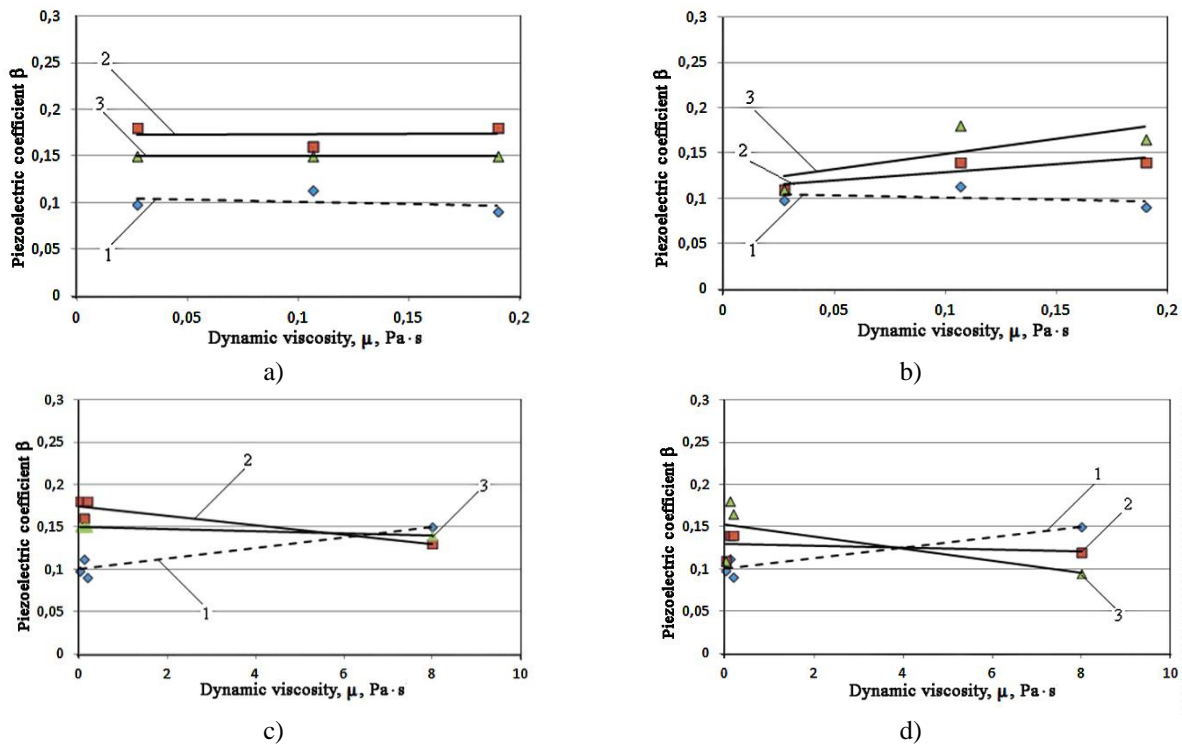 0,3
0,25
0,2
0,15
0,1
0,05
0
Piezoelectric coefficient β
2
3
1
0 0,05 0,1 0,15 0,2
Dynamic viscosity, μ, Pa·s
a)
0,3
0,25
0,2
0,15
0,1
0,05
0
Piezoelectric coefficient β
3
2
1
0 0,05 0,1 0,15 0,2
Dynamic viscosity, μ, Pa·s
b)
0,3
0,25
0,2
0,15
0,1
0,05
0
Piezoelectric coefficient β
2
3
1
0 2 4 6 8 10
Dynamic viscosity, μ, Pa·s
c)
0,3
0,25
0,2
0,15
0,1
0,05
0
Piezoelectric coefficient β
1
2
3
0 2 4 6 8 10
Dynamic viscosity, μ, Pa·s
d)